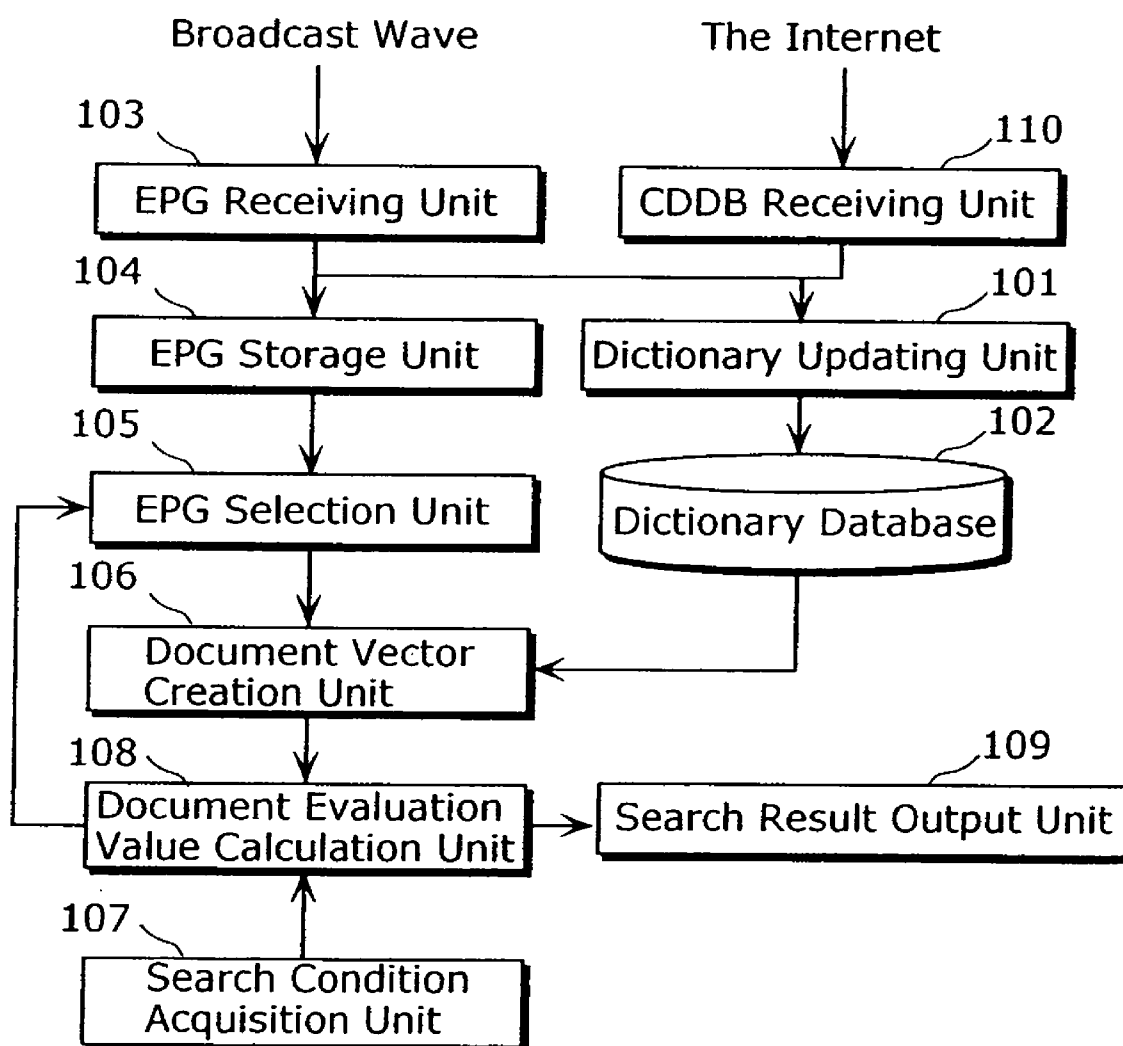 Broadcast Wave
The Internet
103
110
EPG Receiving Unit
CDDB Receiving Unit
104
101
EPG Storage Unit
Dictionary Updating Unit
105
102
EPG Selection Unit
Dictionary Database
106
Document Vector
Creation Unit
108
109
Document Evaluation
Value Calculation Unit
Search Result Output Unit
107
Search Condition
Acquisition Unit